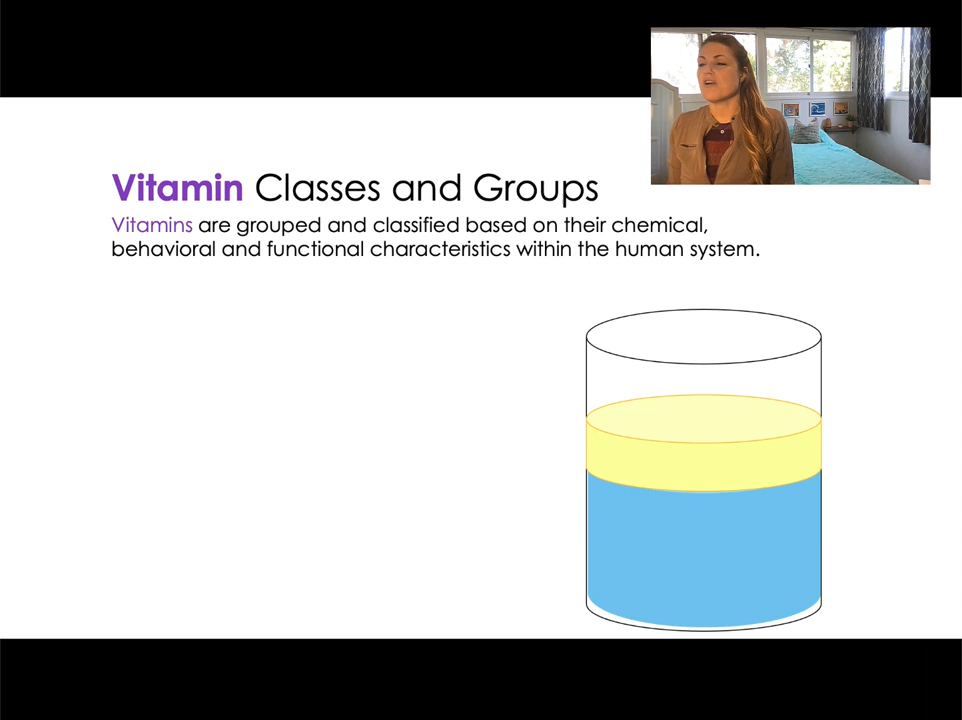 Vitamin Classes and Groups
Vitamins are grouped and classified based on their chemical,
behavioral and functional characteristics within the human system.